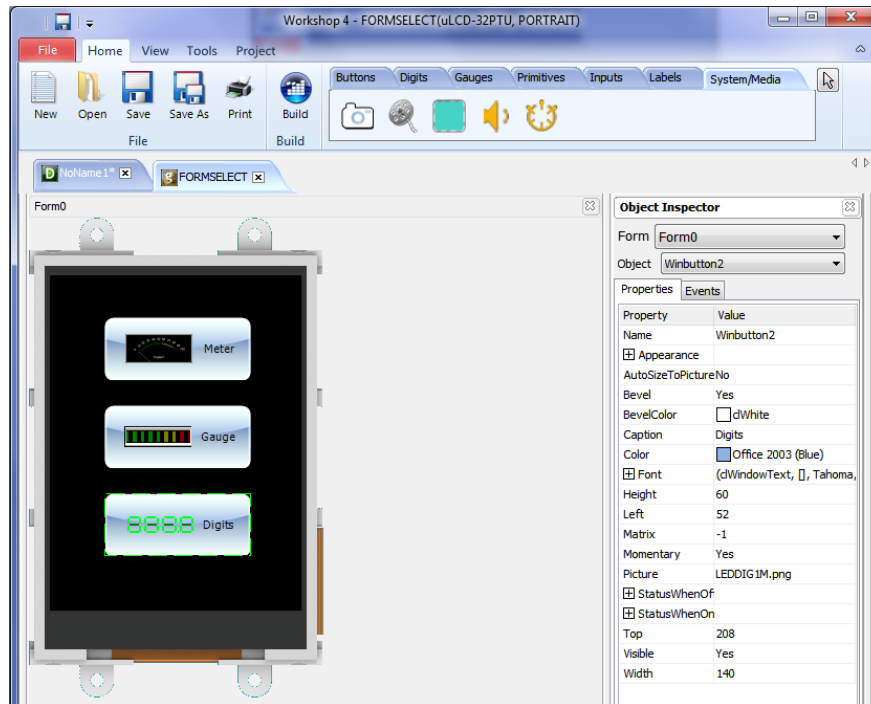 Workshop 4 - FORMSELECT(uLCD-32PTU, PORTRAIT)
File Home View Tools Project
New Open Save Save As Print Build
File Build
Buttons Digits Gauges Primitives Inputs Labels System/Media
NoName1* FORMSELECT
Form0
Meter
Gauge
Digits
Object Inspector
Form Form0
Object Winbutton2
Properties Events
Property Value
Name Winbutton2
Appearance
AutoSizeToPicture No
Bevel Yes
BevelColor clWhite
Caption Digits
Color Office 2003 (Blue)
Font (clWindowText, [], Tahoma,
Height 60
Left 52
Matrix -1
Momentary Yes
Picture LEDDIG1M.png
StatusWhenOf
StatusWhenOn
Top 208
Visible Yes
Width 140